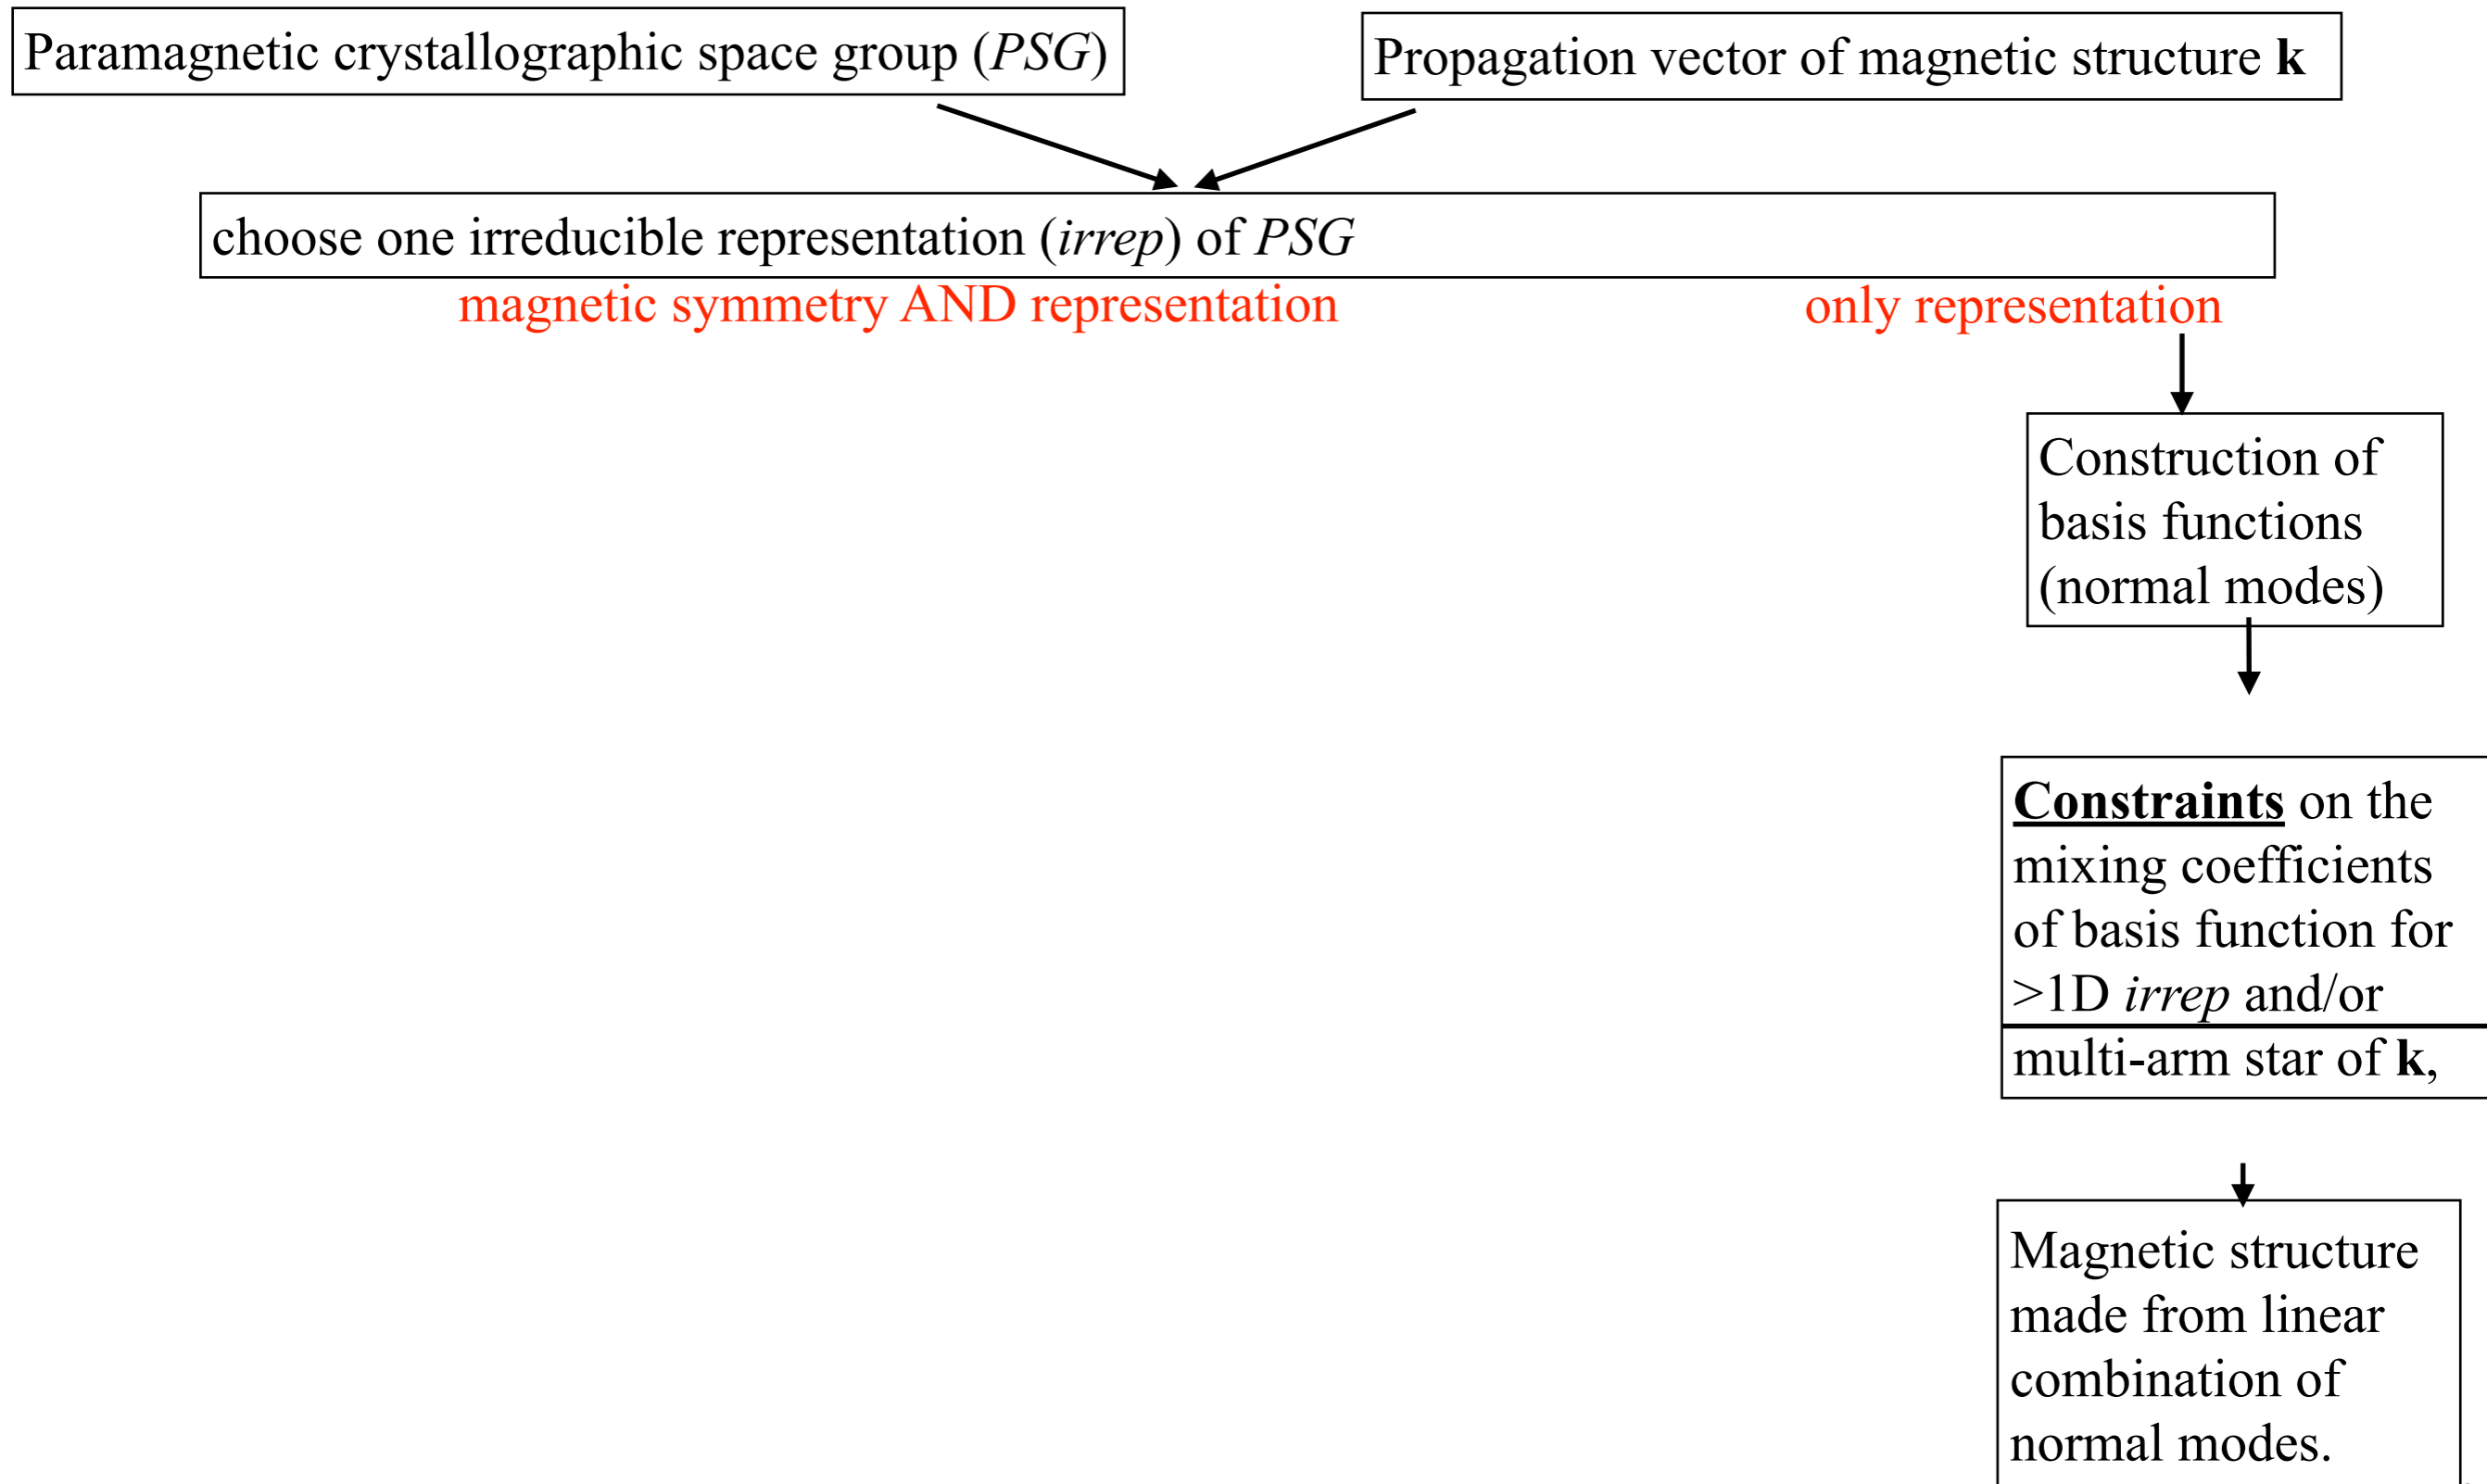 Paramagnetic crystallographic space group (PSG)
Propagation vector of magnetic structure k
choose one irreducible representation (irrep) of PSG
magnetic symmetry AND representation
only representation
Construction of
basis functions
(normal modes)
Constraints on the
mixing coefficients
of basis function for
>1D irrep and/or
multi-arm star of k,
Magnetic structure
made from linear
combination of
normal modes.